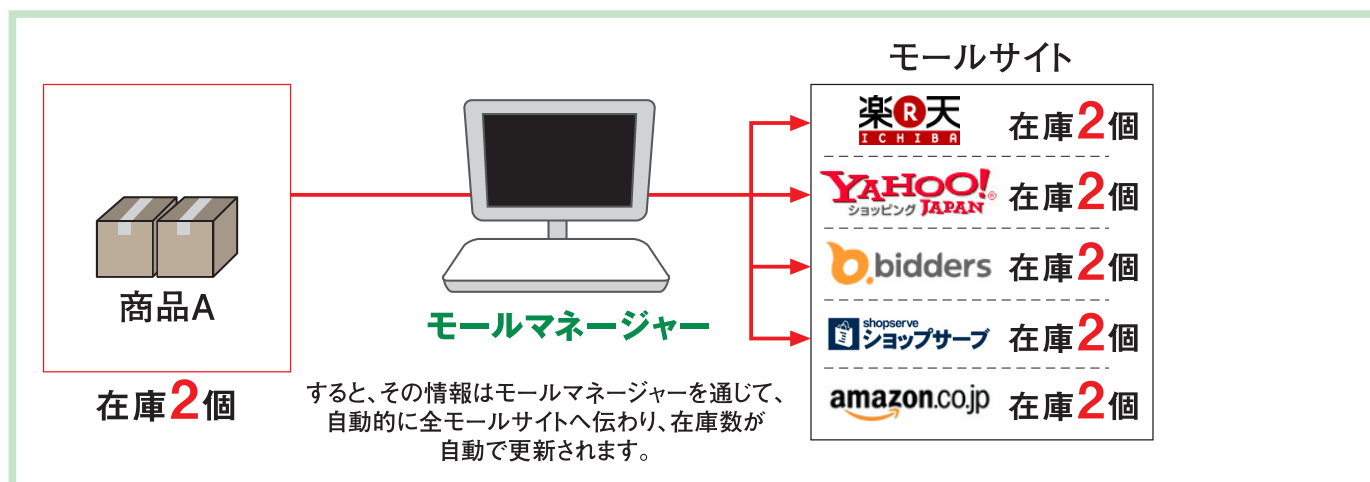 モールサイト
楽R天
ICHIBA
在庫2個
YAHOO!®
ショッピング JAPAN
在庫2個
b.bidders
在庫2個
shopserve
ショップサーブ
在庫2個
amazon.co.jp
在庫2個
商品A
在庫2個
モールマネージャー
すると、その情報はモールマネージャーを通じて、
自動的に全モールサイトへ伝わり、在庫数が
自動で更新されます。